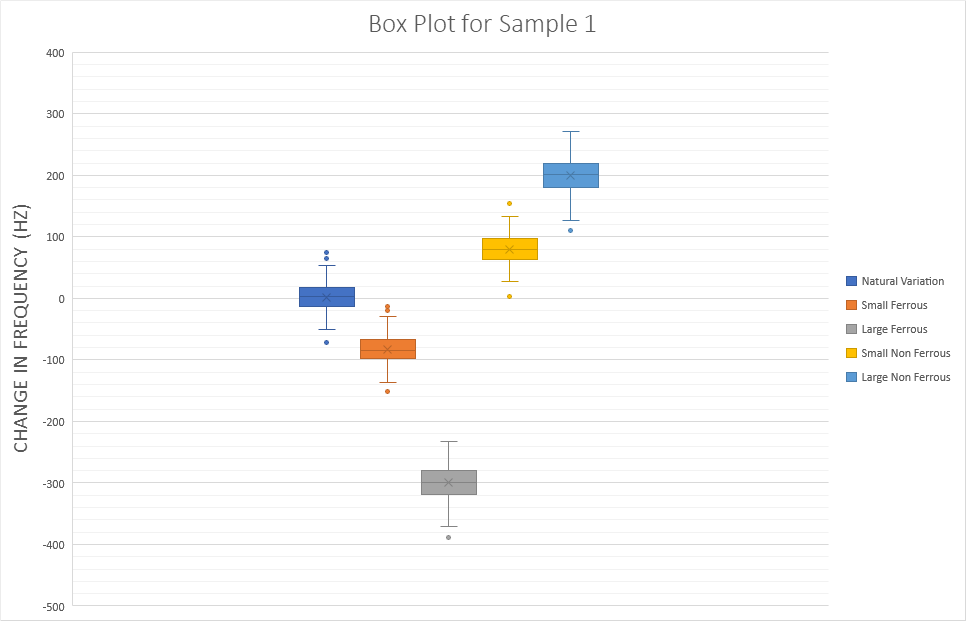 Box Plot for Sample 1
400
300
200
100
0
-100
-200
-300
-400
-500
CHANGE IN FREQUENCY (HZ)
Natural Variation
Small Ferrous
Large Ferrous
Small Non Ferrous
Large Non Ferrous